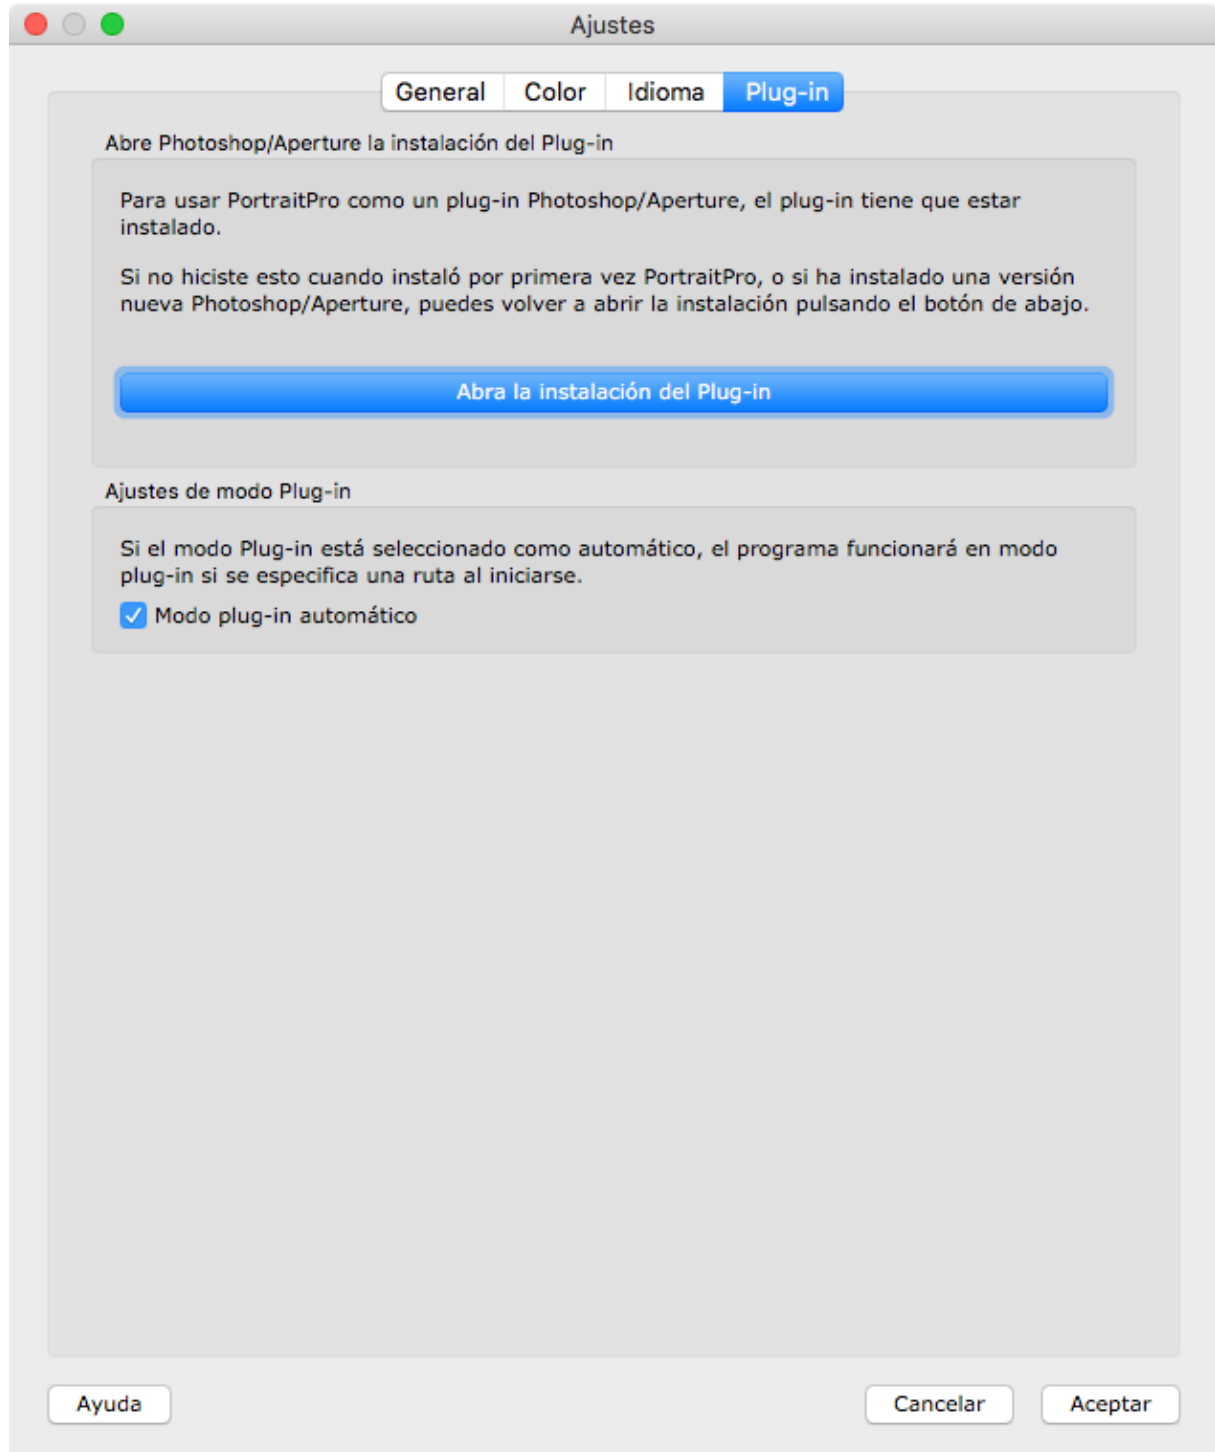 Ajustes
General Color Idioma Plug-in
Abre Photoshop/Aperture la instalación del Plug-in
Para usar PortraitPro como un plug-in Photoshop/Aperture, el plug-in tiene que estar
instalado.
Si no hiciste esto cuando instaló por primera vez PortraitPro, o si ha instalado una versión
nueva Photoshop/Aperture, puedes volver a abrir la instalación pulsando el botón de abajo.
Abra la instalación del Plug-in
Ajustes de modo Plug-in
Si el modo Plug-in está seleccionado como automático, el programa funcionará en modo
plug-in si se especifica una ruta al iniciarse.
Modo plug-in automático
Ayuda Cancelar Aceptar